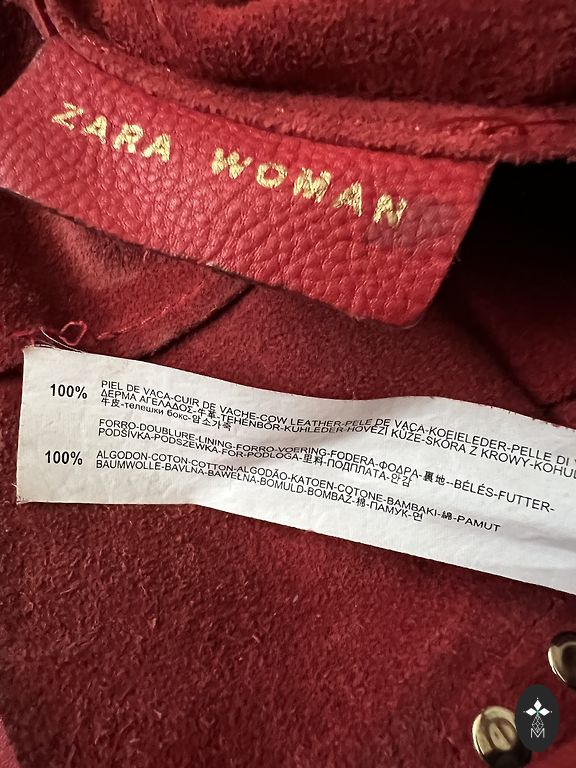 ZARA WOMAN
100% PIEL DE VACA-CUIR DE VACHE-COW LEATHER-PELE DE VACA-KOEIELEDER-PELLE DI
ΔΕΡΜΑ ΑΓΕΛΑΔΟΣ-牛革-TEHÉNBŐR-KUHLEDER-HOVĚZÍ KŮŽE-SKÓRA Z KROWY-KOHUD
牛皮-телешки бокс-암소가죽
FORRO-DOUBLURE-LINING-FORRO-VOERING-FODERA-ΦΟΔΡΑ-裏地--BÉLÉS-FUTTER-
PODŠÍVKA-PODSZEWKA-FOR-PODLOGA-里料-ПОДПЛАТА-안감
100% ALGODON-COTON-COTTON-ALGODÃO-KATOEN-COTONE-BAMBAKI-綿-PAMUT
BAUMWOLLE-BAVLNA-BAWEŁNA-BOMULD-BOMBAZ-棉-ПАМУК-면
M